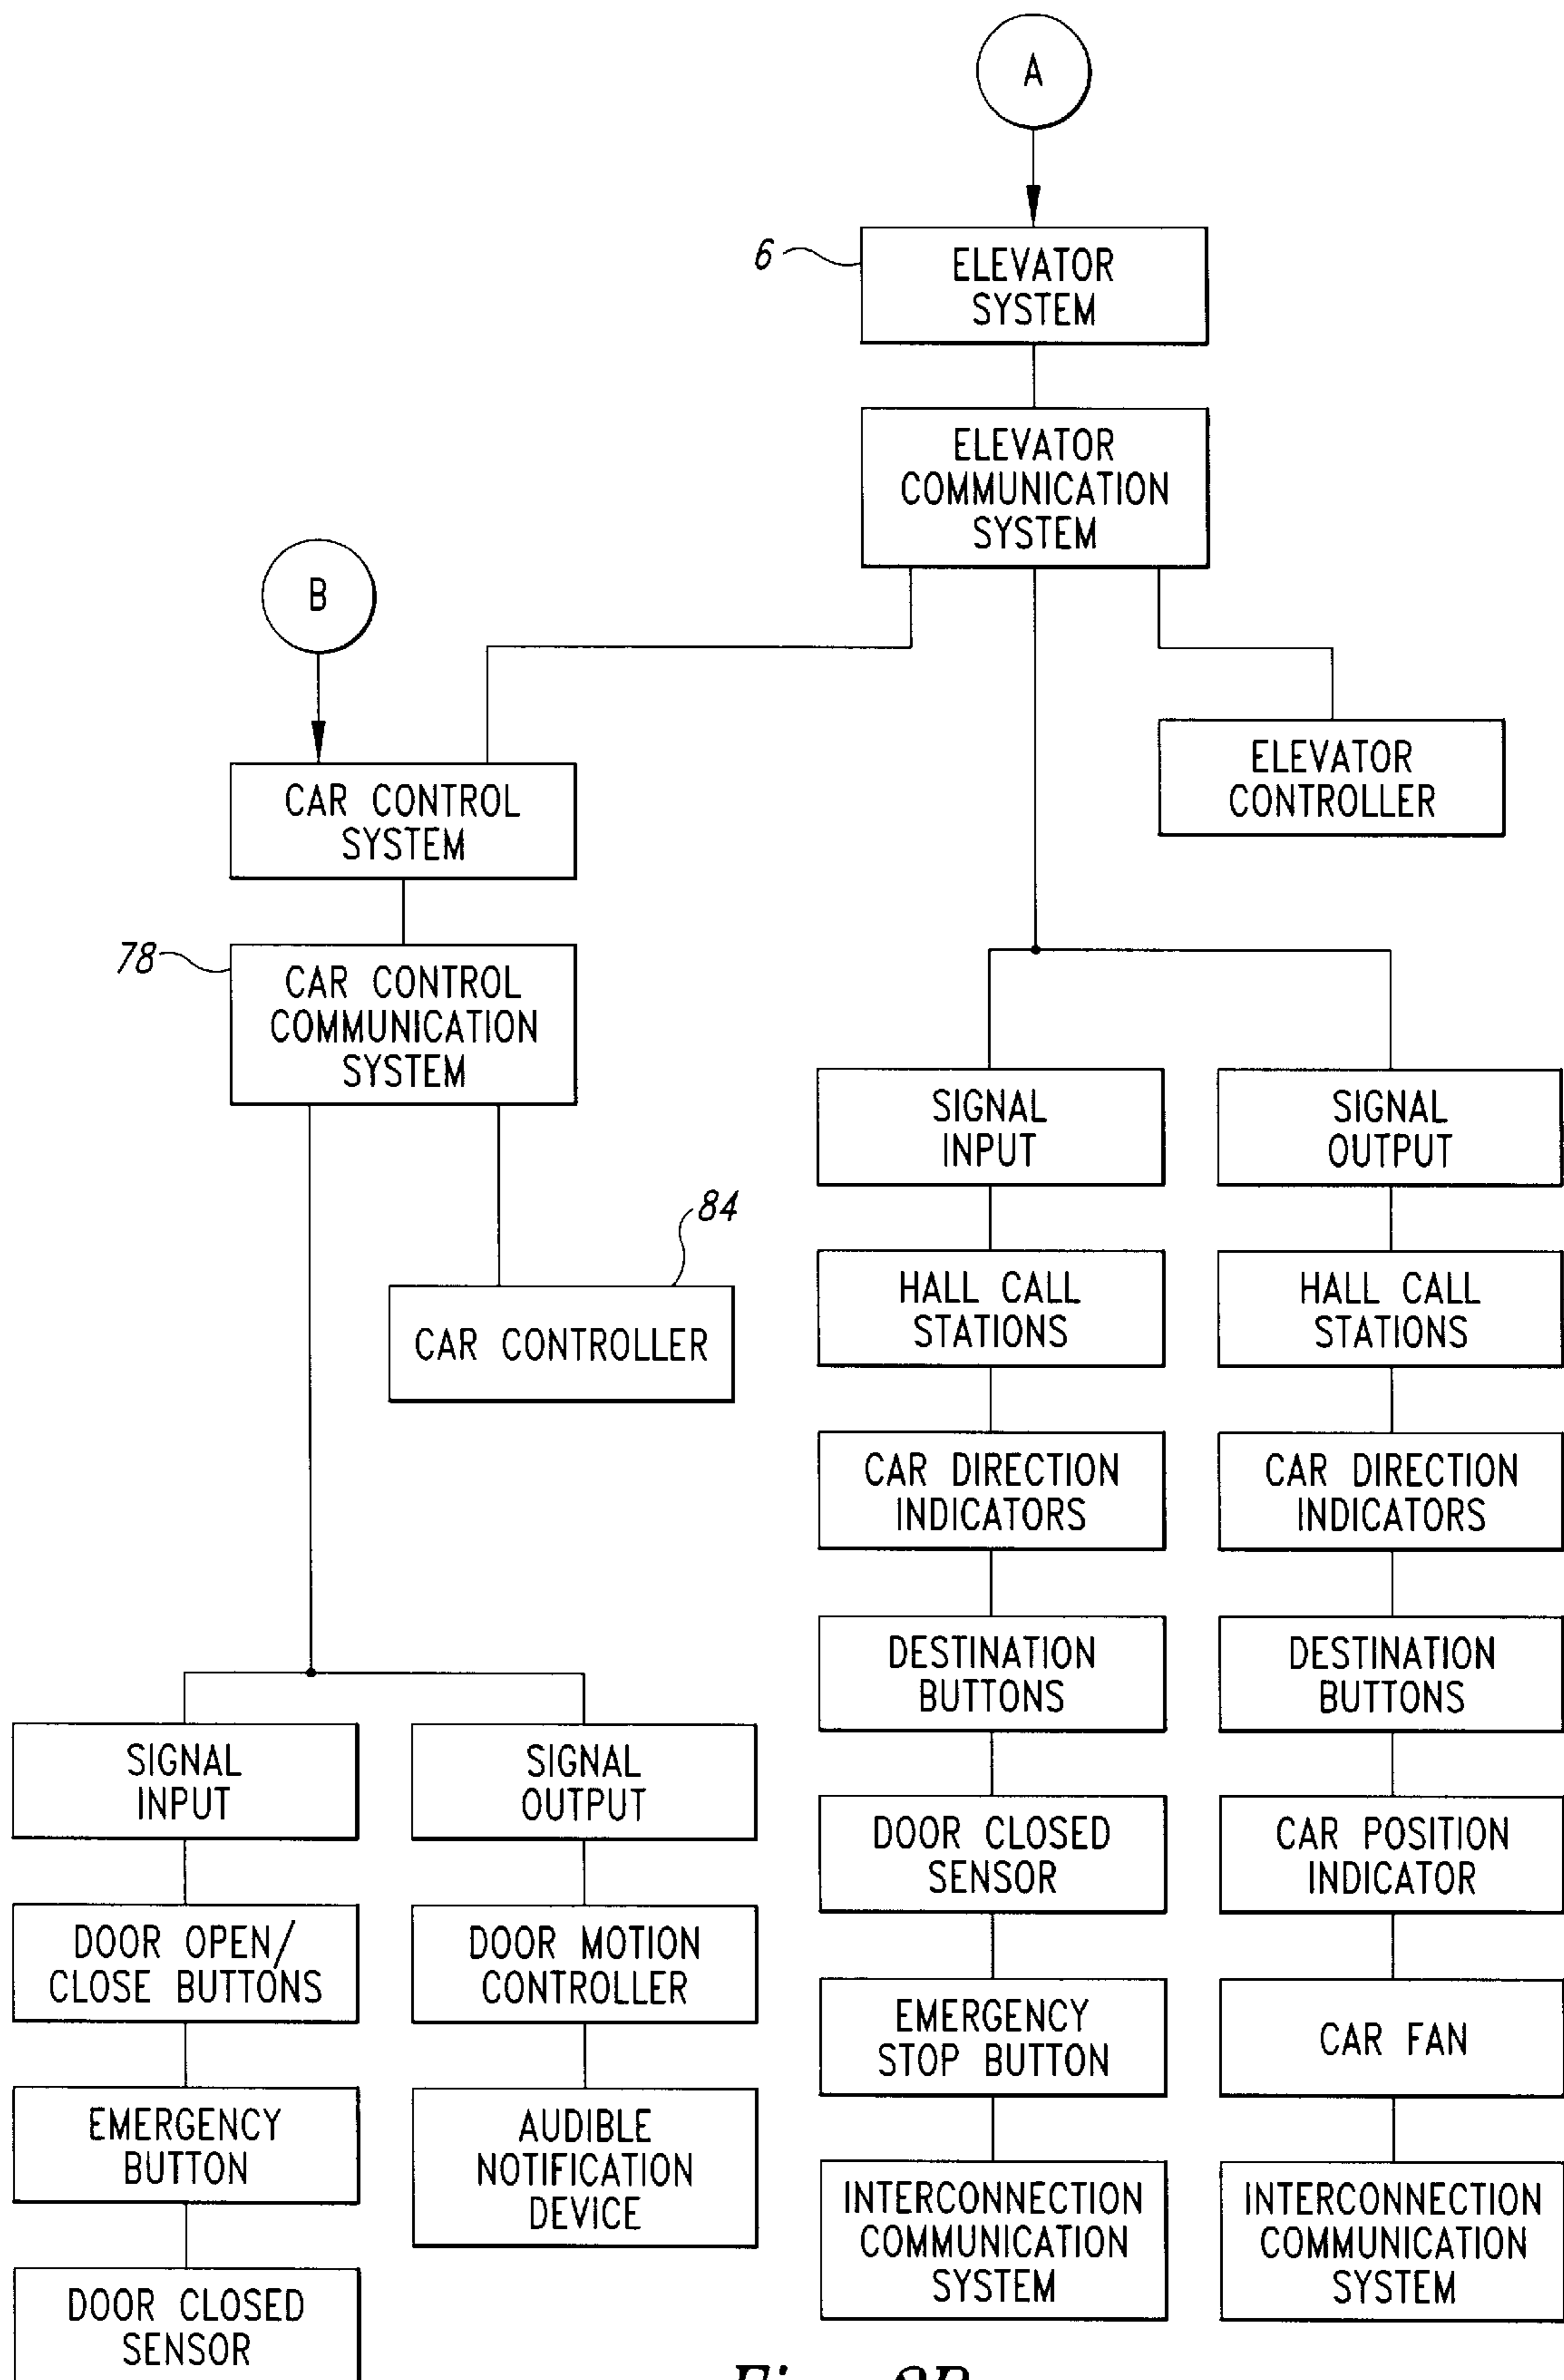 A
6
ELEVATOR
SYSTEM
ELEVATOR
COMMUNICATION
SYSTEM
B
CAR CONTROL
SYSTEM
ELEVATOR
CONTROLLER
78
CAR CONTROL
COMMUNICATION
SYSTEM
84
CAR CONTROLLER
SIGNAL
INPUT
HALL CALL
STATIONS
CAR DIRECTION
INDICATORS
DESTINATION
BUTTONS
DOOR CLOSED
SENSOR
EMERGENCY
STOP BUTTON
INTERCONNECTION
COMMUNICATION
SYSTEM
SIGNAL
OUTPUT
HALL CALL
STATIONS
CAR DIRECTION
INDICATORS
DESTINATION
BUTTONS
CAR POSITION
INDICATOR
CAR FAN
INTERCONNECTION
COMMUNICATION
SYSTEM
SIGNAL
INPUT
DOOR OPEN/
CLOSE BUTTONS
EMERGENCY
BUTTON
DOOR CLOSED
SENSOR
SIGNAL
OUTPUT
DOOR MOTION
CONTROLLER
AUDIBLE
NOTIFICATION
DEVICE